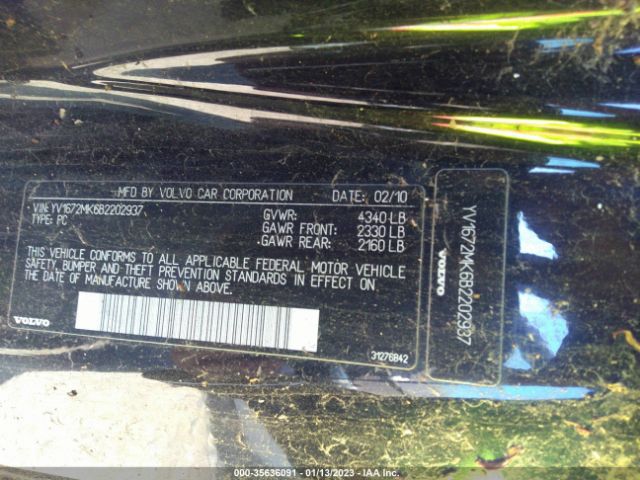 MFD BY VOLVO CAR CORPORATION DATE: 02/10
VIN: YV1672MK6B2202937
TYPE: PC
GVWR: 4340 LB
GAWR FRONT: 2330 LB
GAWR REAR: 2160 LB
THIS VEHICLE CONFORMS TO ALL APPLICABLE FEDERAL MOTOR VEHICLE
SAFETY, BUMPER AND THEFT PREVENTION STANDARDS IN EFFECT ON
THE DATE OF MANUFACTURE SHOWN ABOVE.
VOLVO
31276842
YV1672MK6B2202937
VOLVO
000-35636091 — 01/13/2023 — IAA Inc.